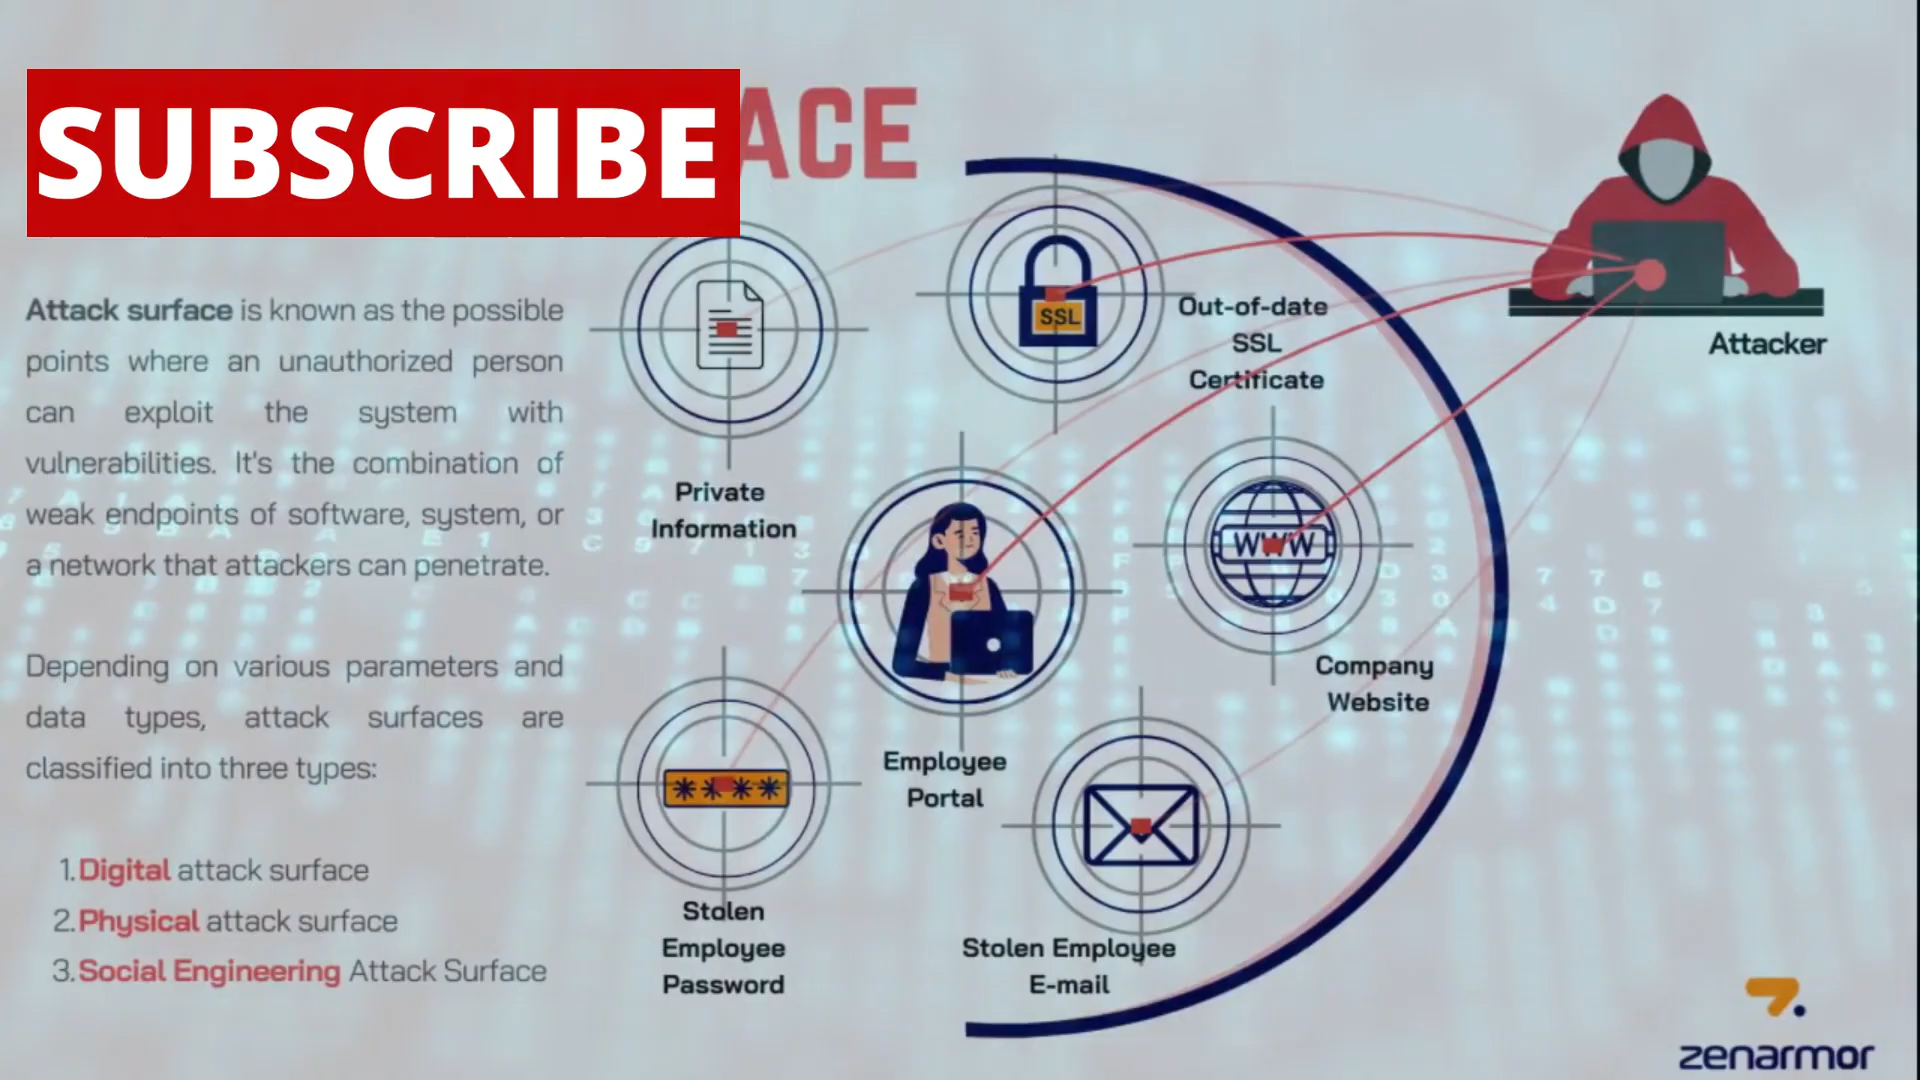 SUBSCRIBE
ACE
Attack surface is known as the possible
points where an unauthorized person
can exploit the system with
vulnerabilities. It's the combination of
weak endpoints of software, system, or
a network that attackers can penetrate.
Depending on various parameters and
data types, attack surfaces are
classified into three types:
1. Digital attack surface
2. Physical attack surface
3. Social Engineering Attack Surface
Private
Information
SSL
Out-of-date
SSL
Certificate
Attacker
WWW
Company
Website
Employee
Portal
****
Stolen
Employee
Password
Stolen Employee
E-mail
zenarmor